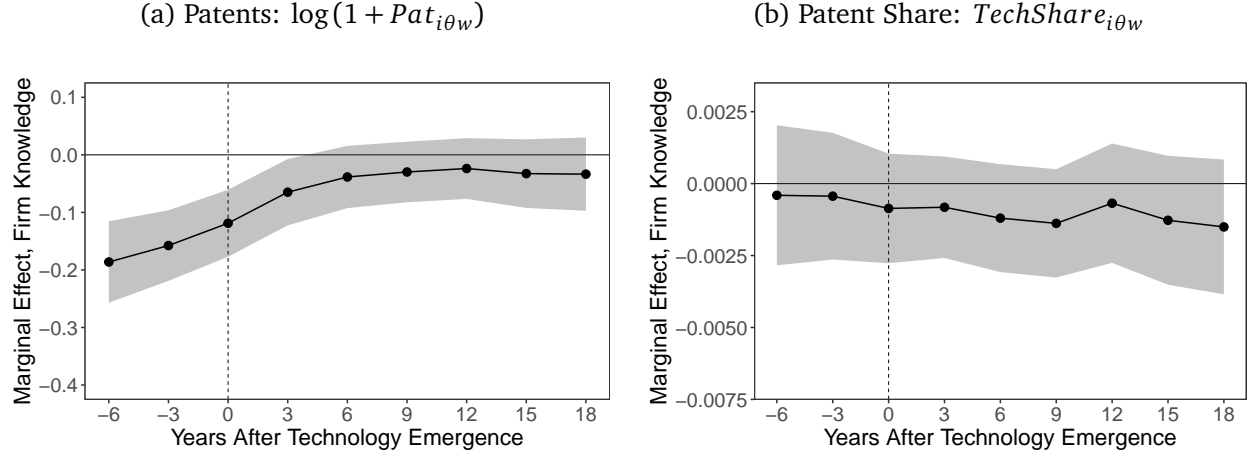 (a) Patents: log(1 + Pat_{iθw})
(b) Patent Share: TechShare_{iθw}
Marginal Effect, Firm Knowledge
0.1
0.0
−0.1
−0.2
−0.3
−0.4
−6 −3 0 3 6 9 12 15 18
Years After Technology Emergence
Marginal Effect, Firm Knowledge
0.0025
0.0000
−0.0025
−0.0050
−0.0075
−6 −3 0 3 6 9 12 15 18
Years After Technology Emergence